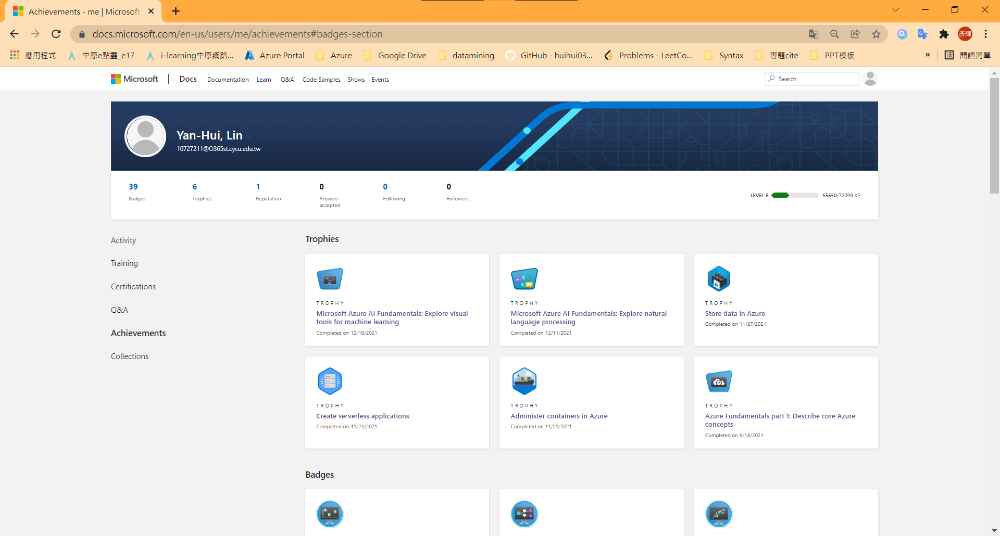 Achievements - me | Microsoft
docs.microsoft.com/en-us/users/me/achievements#badges-section
彥輝
應用程式
中原e點靈_e17
i-learning中原網路...
Azure Portal
Azure
Google Drive
datamining
GitHub - huihui03...
Problems - LeetCo...
Syntax
專題cite
PPT模板
»
閱讀清單
Microsoft
Docs
Documentation
Learn
Q&A
Code Samples
Shows
Events
Search
Yan-Hui, Lin
10727211@O365st.cycu.edu.tw
39
Badges
6
Trophies
1
Reputation
0
Answers
accepted
0
Following
0
Followers
LEVEL 8
55650/72099 XP
Activity
Training
Certifications
Q&A
Achievements
Collections
Trophies
TROPHY
Microsoft Azure AI Fundamentals: Explore visual
tools for machine learning
Completed on 12/18/2021
TROPHY
Microsoft Azure AI Fundamentals: Explore natural
language processing
Completed on 12/11/2021
TROPHY
Store data in Azure
Completed on 11/27/2021
TROPHY
Create serverless applications
Completed on 11/23/2021
TROPHY
Administer containers in Azure
Completed on 11/21/2021
TROPHY
Azure Fundamentals part 1: Describe core Azure
concepts
Completed on 9/18/2021
Badges